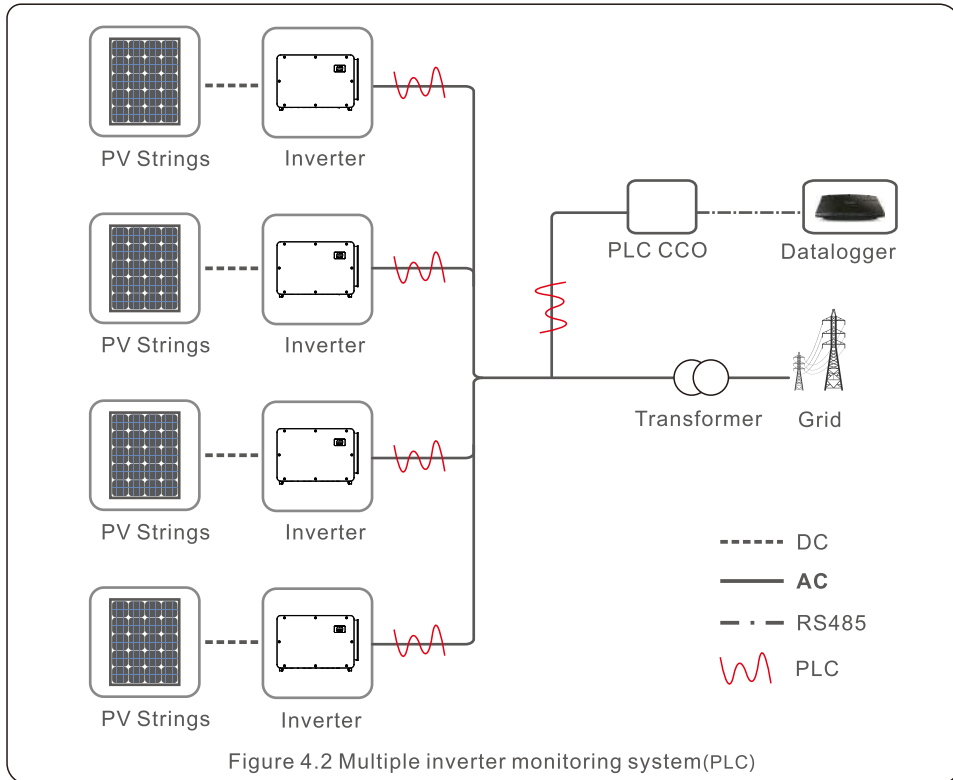 PV Strings
Inverter
PV Strings
Inverter
PLC CCO
Datalogger
Transformer
Grid
PV Strings
Inverter
PV Strings
Inverter
DC
AC
RS485
PLC
Figure 4.2 Multiple inverter monitoring system(PLC)